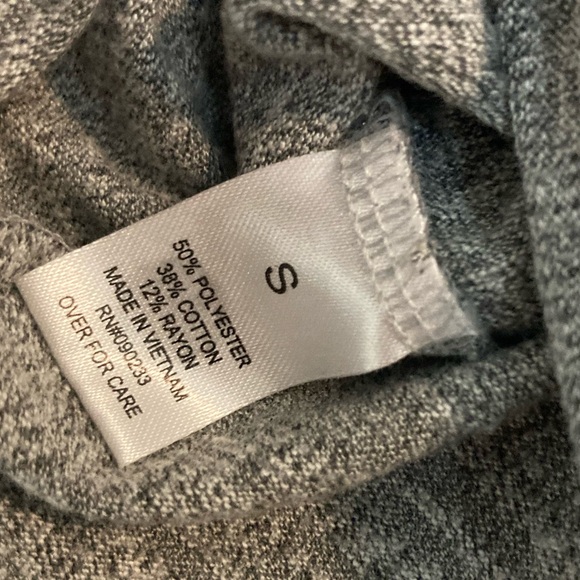 S
50% POLYESTER
38% COTTON
12% RAYON
MADE IN VIETNAM
RN#090233
OVER FOR CARE